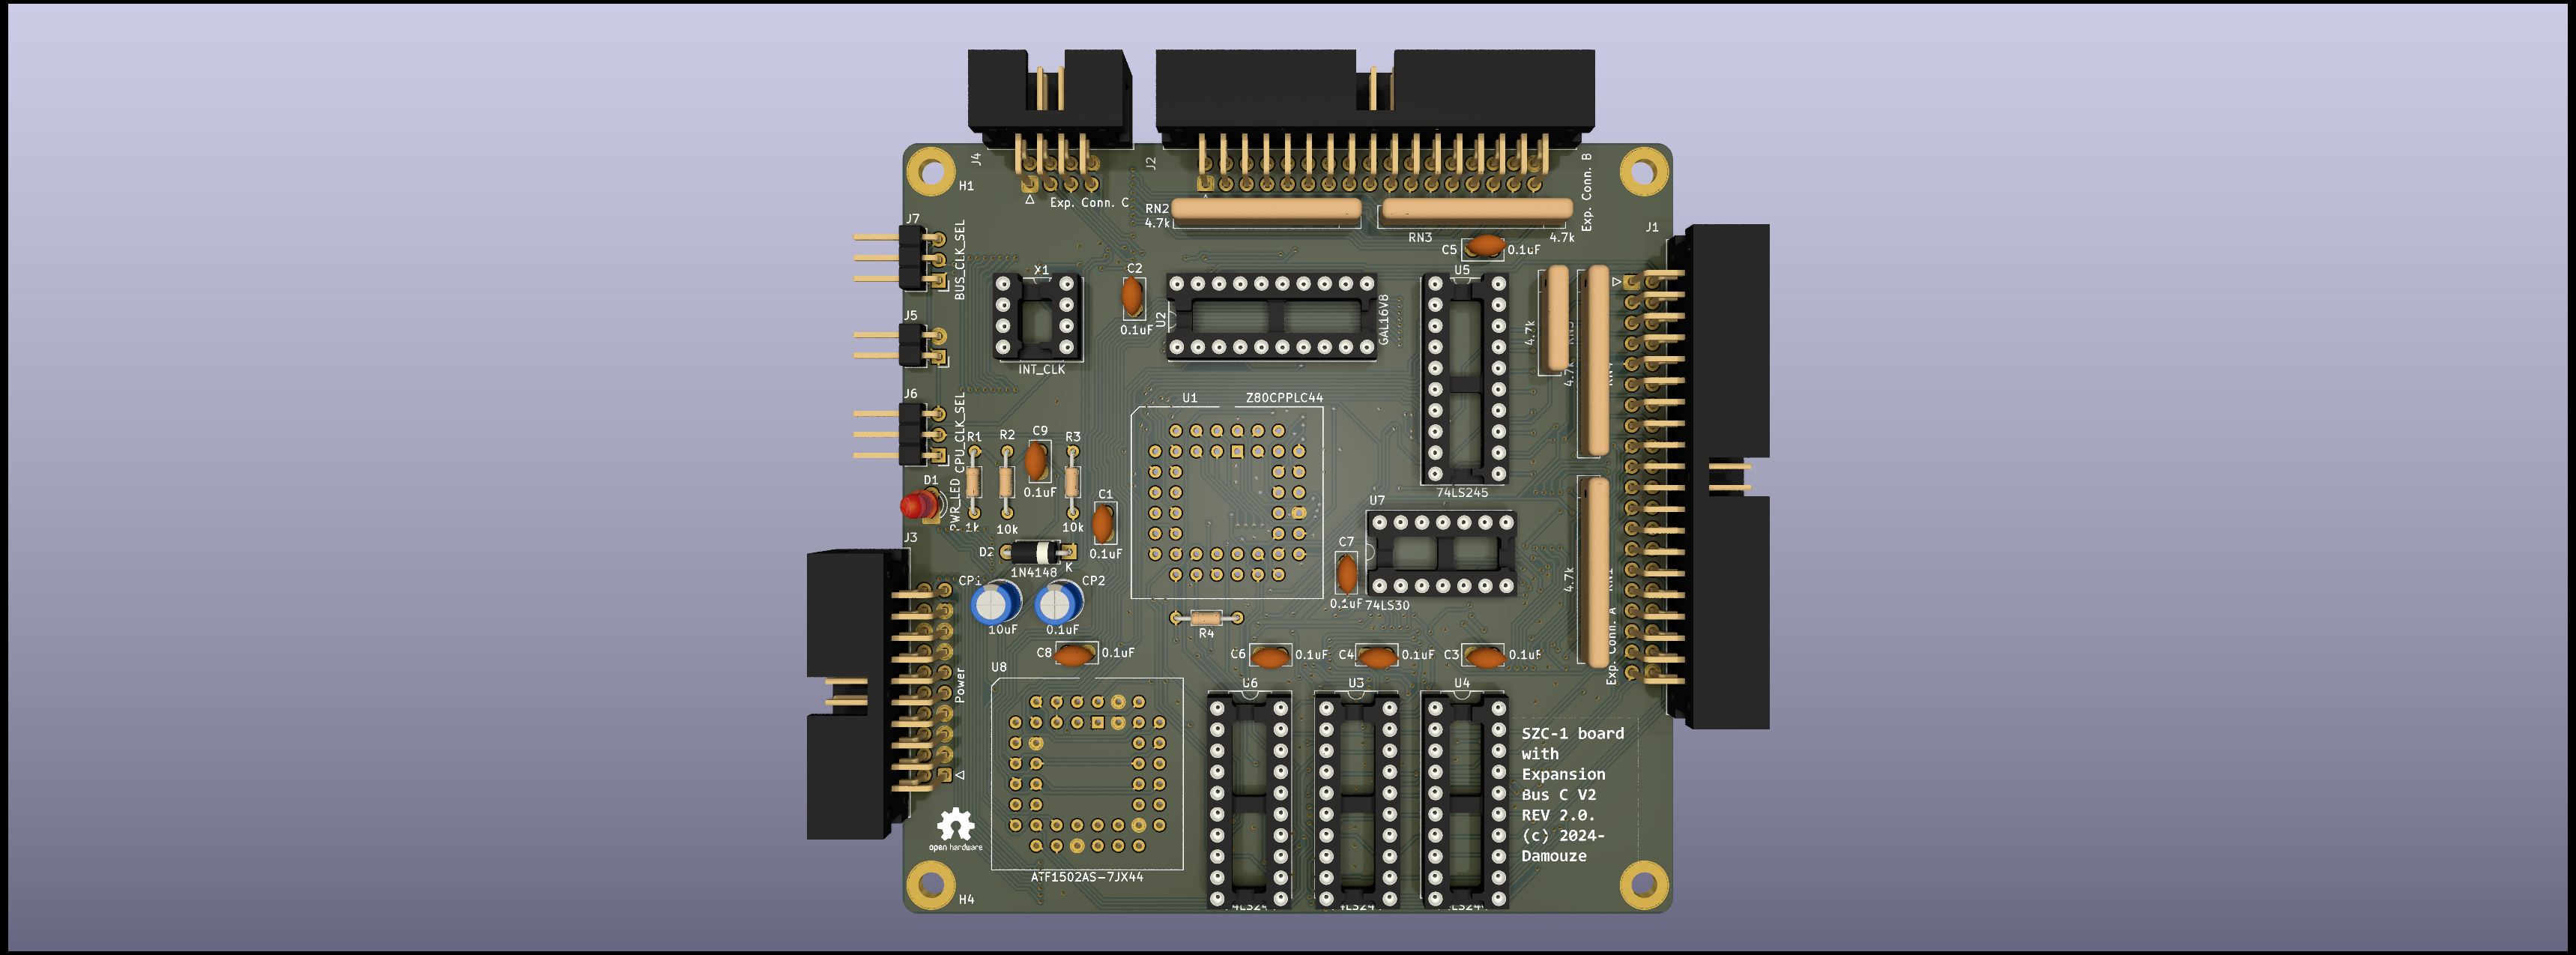 J4
J2
Exp. Conn. B
H1
Exp. Conn. C
RN2
4.7k
RN3
4.7k
J1
J7
BUS_CLK_SEL
C5
0.1uF
X1
C2
U5
0.1uF
U2
GAL16V8
4.7k
J5
INT_CLK
4.7k
J6
CPU_CLK_SEL
U1
Z80CPPLC44
R1
R2
C9
R3
0.1uF
74LS245
D1
PWR_LED
C1
U7
1k
10k
10k
0.1uF
J3
D2
1N4148
K
C7
4.7k
0.1uF
74LS30
CP1
CP2
10uF
0.1uF
R4
Exp. Conn. A
C8
0.1uF
C6
0.1uF
C4
0.1uF
C3
0.1uF
U8
Power
U6
U3
U4
SZC-1 board
with
Expansion
Bus C V2
REV 2.0.
(c) 2024-
Damouze
open hardware
ATF1502AS-7JX44
H4